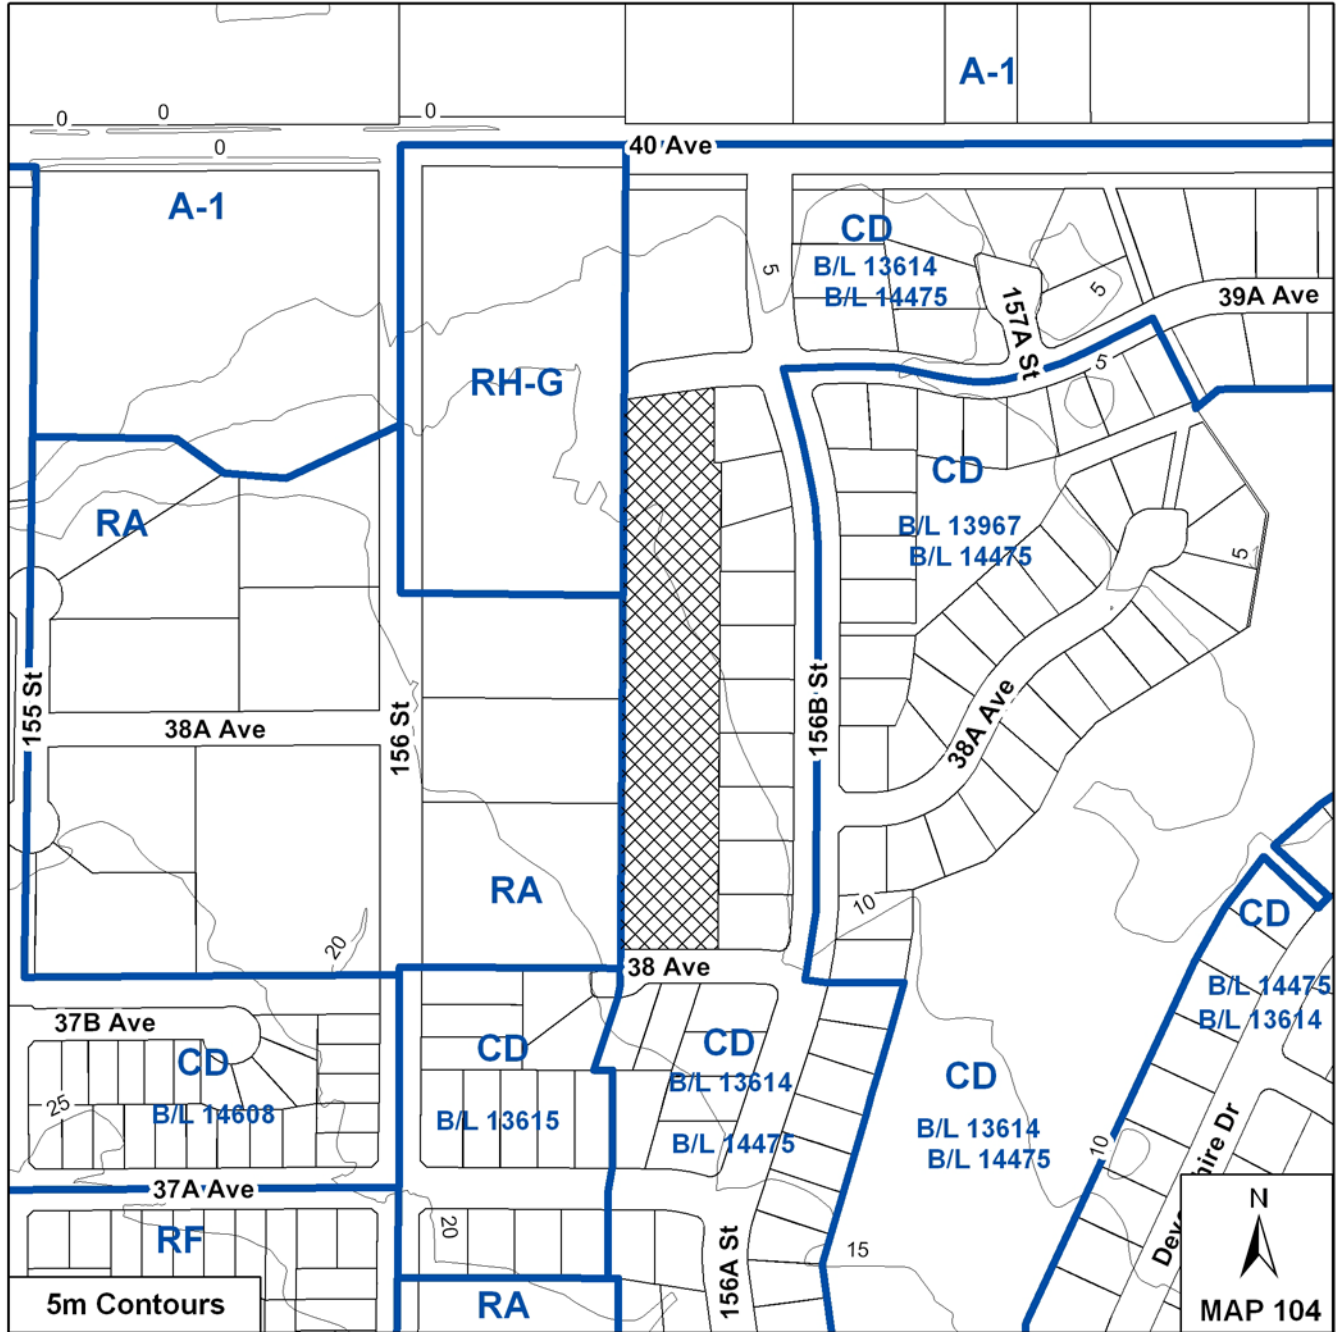 A-1
0
0
0
0
40 Ave
A-1
CD
B/L 13614
B/L 14475
5
5
157A St
39A Ave
5
RH-G
CD
B/L 13967
B/L 14475
RA
5
155 St
38A Ave
156 St
156B St
38A Ave
RA
10
CD
20
38 Ave
B/L 14475
B/L 13614
37B Ave
CD
B/L 14608
25
CD
B/L 13615
CD
B/L 13614
B/L 14475
CD
B/L 13614
B/L 14475
10
hire Dr
Dev
37A Ave
RF
20
156A St
15
N
5m Contours
RA
MAP 104